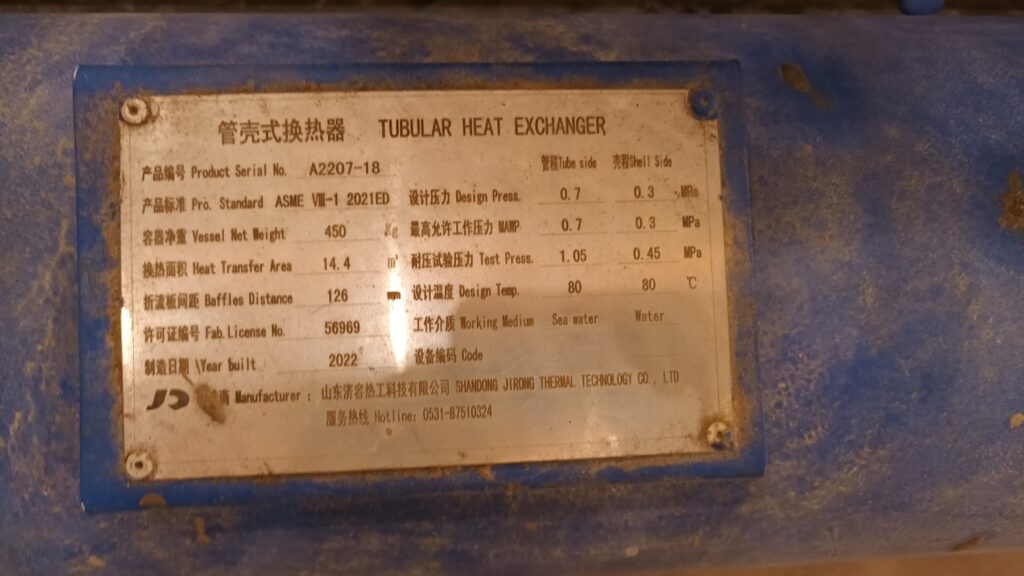 管壳式换热器 TUBULAR HEAT EXCHANGER
管程Tube side 壳程Shell Side
产品编号 Product Serial No. A2207-18
产品标准 Pro. Standard ASME Ⅷ-1 2021ED 设计压力 Design Press. 0.7 0.3 MPa
容器净重 Vessel Net Weight 450 Kg 最高允许工作压力 MAWP 0.7 0.3 MPa
换热面积 Heat Transfer Area 14.4 m² 耐压试验压力 Test Press. 1.05 0.45 MPa
折流板间距 Baffles Distance 126 mm 设计温度 Design Temp. 80 80 ℃
许可证编号 Fab.License No. 56969 工作介质 Working Medium Sea water Water
制造日期 \Year built 2022 设备编码 Code
Manufacturer : 山东济容热工科技有限公司 SHANDONG JIRONG THERMAL TECHNOLOGY CO., LTD
服务热线 Hotline: 0531-87510324